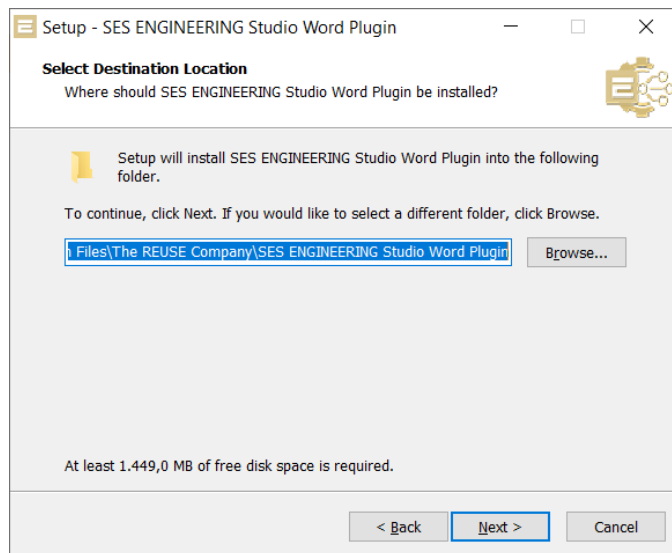 Setup - SES ENGINEERING Studio Word Plugin
Select Destination Location
Where should SES ENGINEERING Studio Word Plugin be installed?
Setup will install SES ENGINEERING Studio Word Plugin into the following
folder.
To continue, click Next. If you would like to select a different folder, click Browse.
Files\The REUSE Company\SES ENGINEERING Studio Word Plugin
Browse...
At least 1.449,0 MB of free disk space is required.
< Back
Next >
Cancel